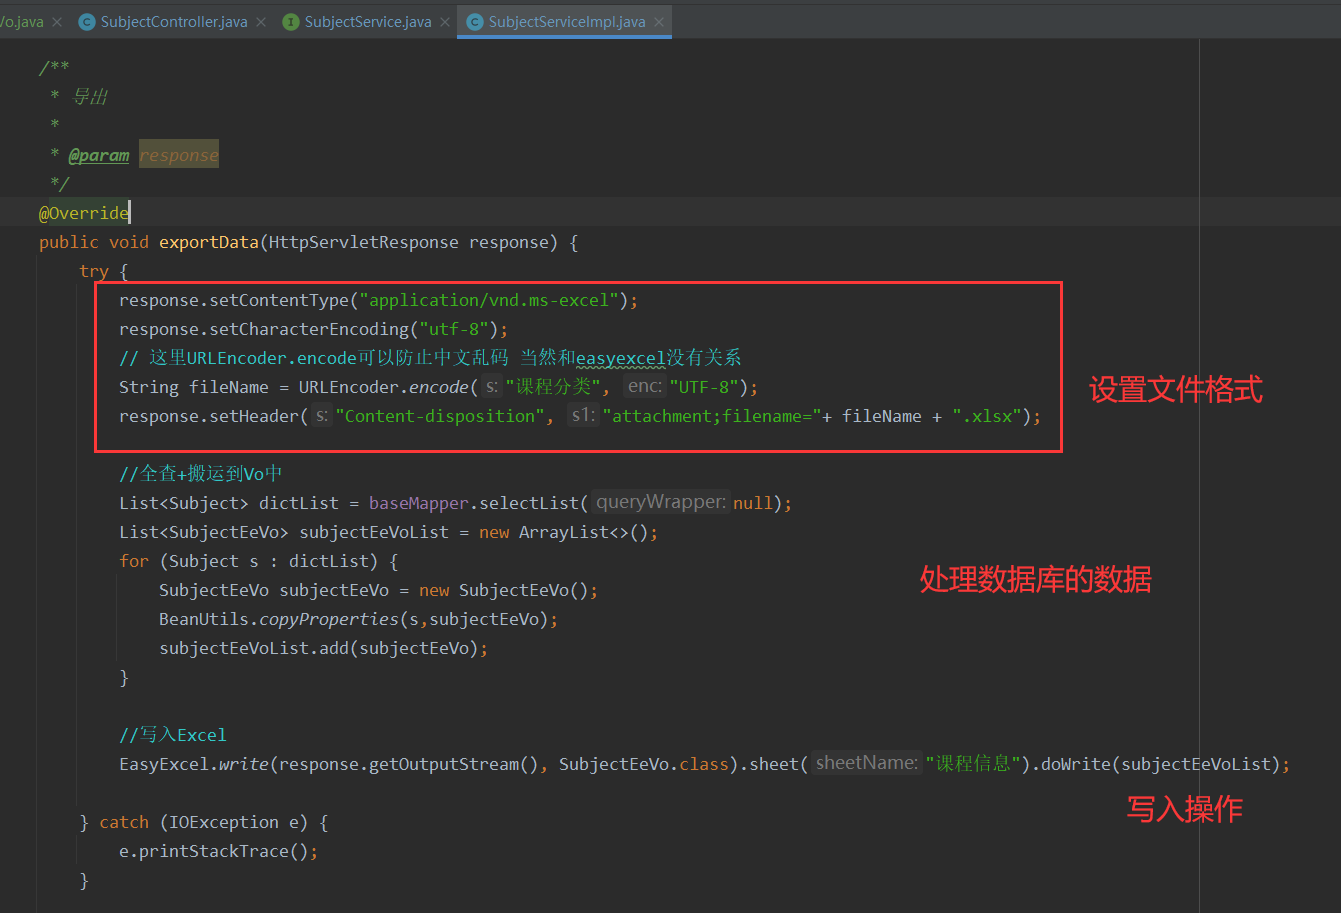 Vo.java × C SubjectController.java × I SubjectService.java × C SubjectServiceImpl.java ×
/**
* 导出
*
* @param response
*/
@Override
public void exportData(HttpServletResponse response) {
try {
response.setContentType("application/vnd.ms-excel");
response.setCharacterEncoding("utf-8");
// 这里URLEncoder.encode可以防止中文乱码 当然和easyexcel没有关系
String fileName = URLEncoder.encode( s: "课程分类", enc: "UTF-8");
设置文件格式
response.setHeader( s: "Content-disposition", s1: "attachment;filename="+ fileName + ".xlsx");
//全查+搬运到Vo中
List<Subject> dictList = baseMapper.selectList( queryWrapper: null);
List<SubjectEeVo> subjectEeVoList = new ArrayList<>();
for (Subject s : dictList) {
处理数据库的数据
SubjectEeVo subjectEeVo = new SubjectEeVo();
BeanUtils.copyProperties(s,subjectEeVo);
subjectEeVoList.add(subjectEeVo);
}
//写入Excel
EasyExcel.write(response.getOutputStream(), SubjectEeVo.class).sheet( sheetName: "课程信息").doWrite(subjectEeVoList);
写入操作
} catch (IOException e) {
e.printStackTrace();
}